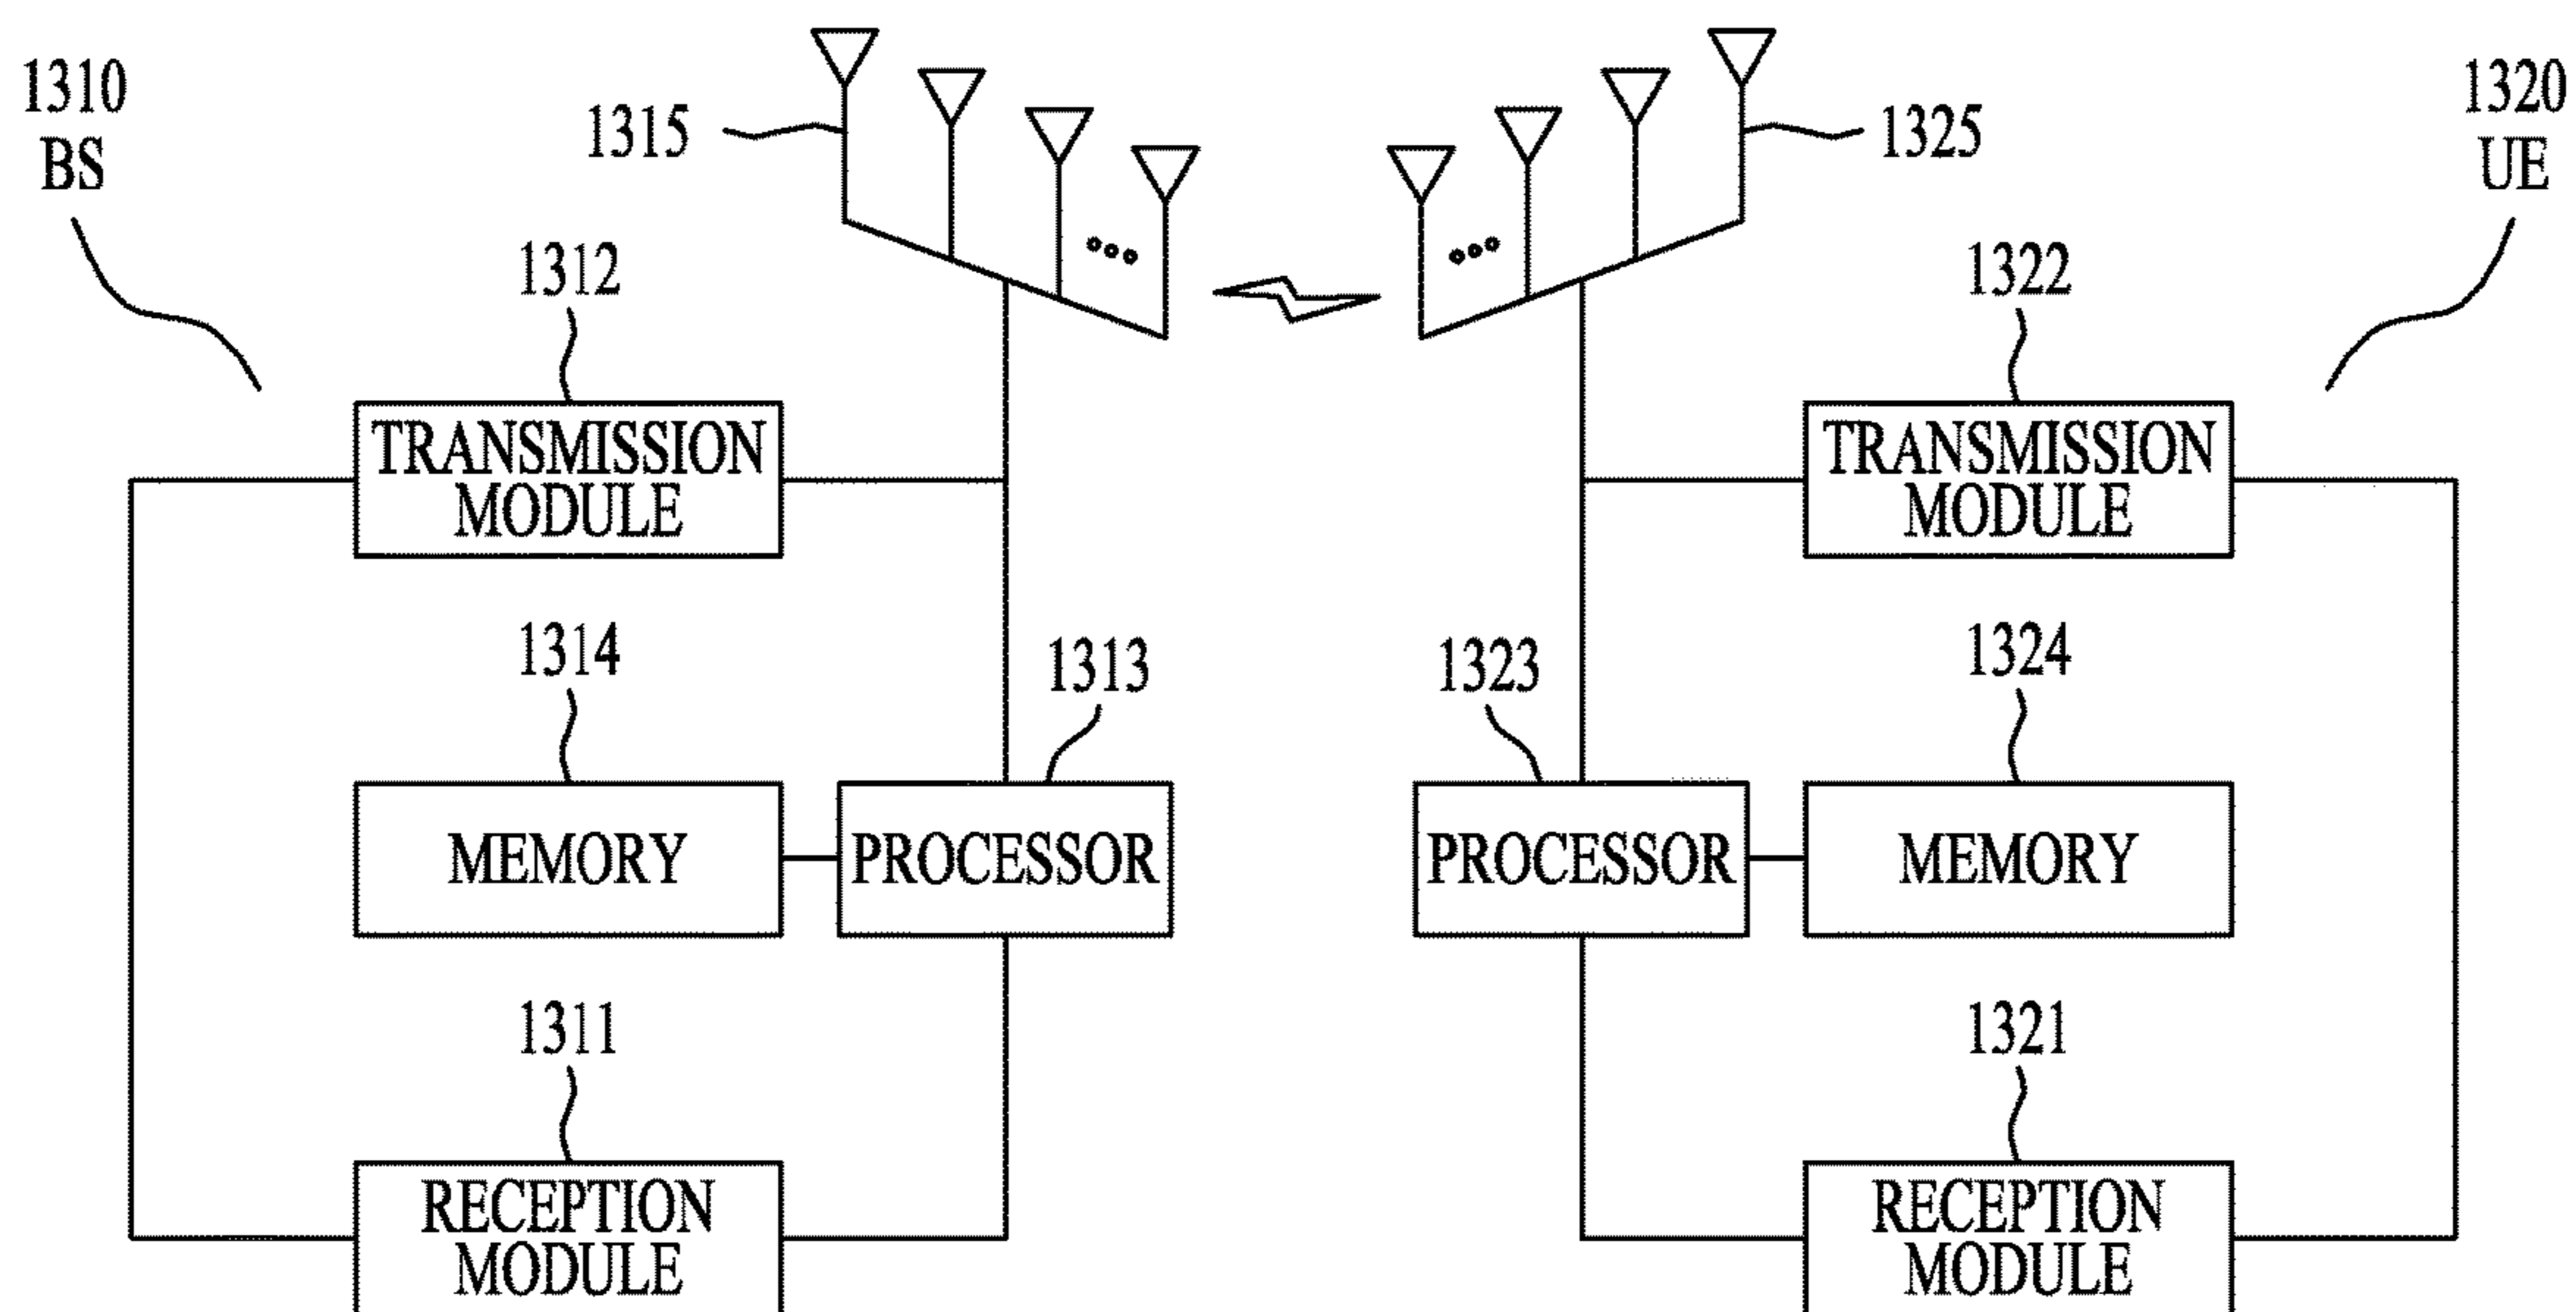 1310
BS
1315
1325
1320
UE
1312
1322
TRANSMISSION
MODULE
TRANSMISSION
MODULE
1314
1313
1323
1324
MEMORY
PROCESSOR
PROCESSOR
MEMORY
1311
1321
RECEPTION
MODULE
RECEPTION
MODULE